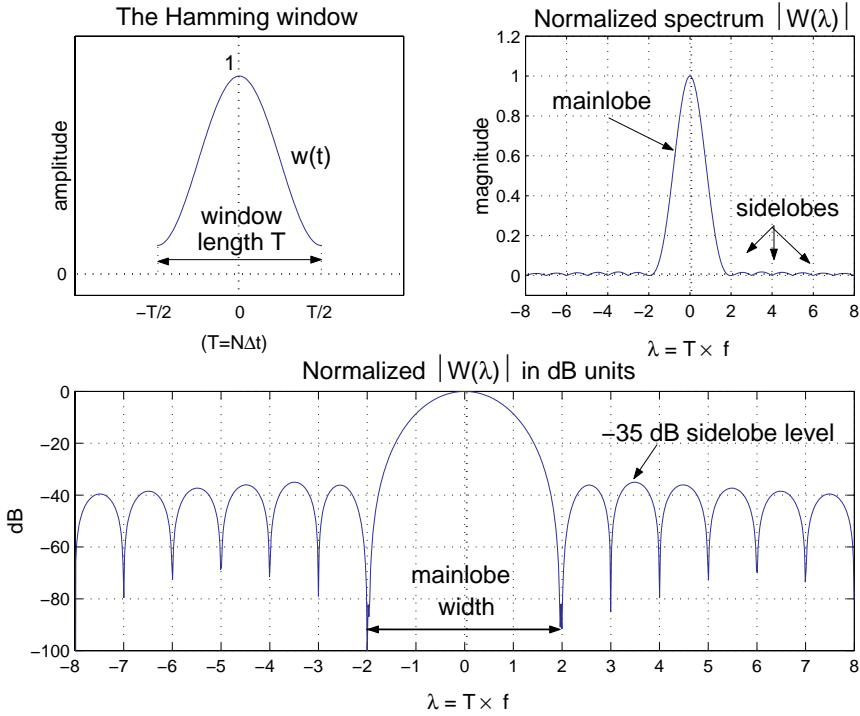 The Hamming window
1
w(t)
amplitude
window
length T
0
−T/2 0 T/2
(T=N∆t)
Normalized spectrum |W(λ)|
1.2
1
0.8
0.6
0.4
0.2
0
magnitude
mainlobe
sidelobes
−8 −6 −4 −2 0 2 4 6 8
λ = T × f
Normalized |W(λ)| in dB units
0
−20
−40
−60
−80
−100
dB
−35 dB sidelobe level
mainlobe
width
−8 −7 −6 −5 −4 −3 −2 −1 0 1 2 3 4 5 6 7 8
λ = T × f